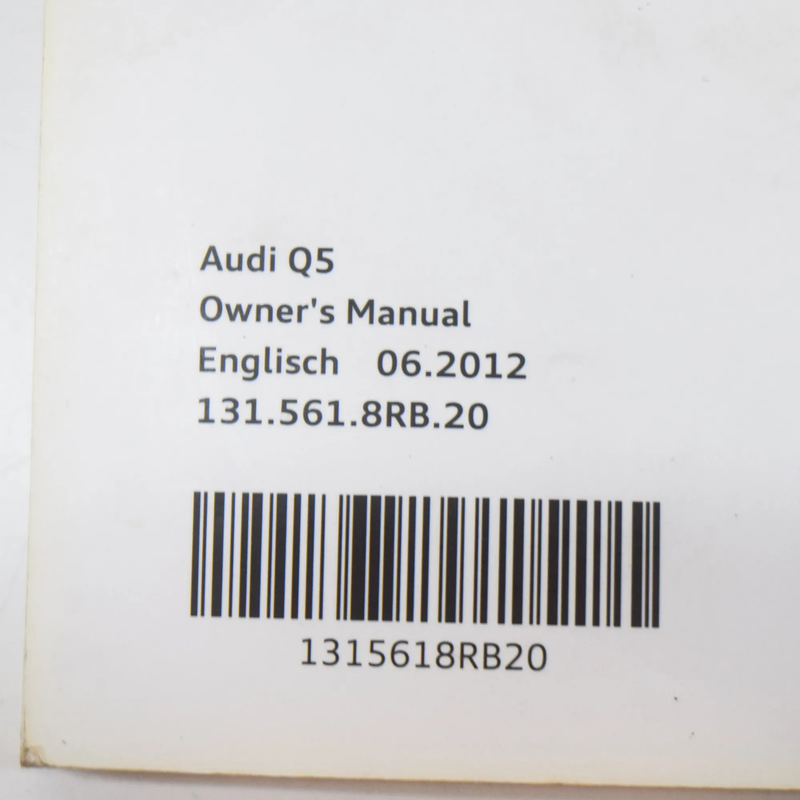 Audi Q5
Owner's Manual
Englisch 06.2012
131.561.8RB.20
1315618RB20